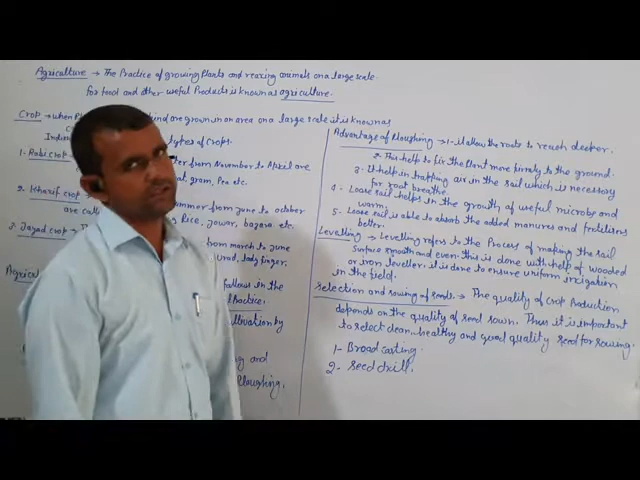 Agriculture → The Practice of growing Plants and reaxing animals on a large scale
for food and other useful Products is known as agriculture.
Crop → when Pl kind are grown in an area on a large scale it is known as
types of crops.
1- Rabi crop from November to April are
gram, Pea etc.
2. Kharif crop from june to october
are cal Rice, jowar, bajara etc.
3. Jayad crop → from march to june
lady finger.
Agric follows in the
Practice:
ltivation by
and
Ploughing.
Advantage of Ploughing → 1- It allow the roots to reach deeper.
2. This help to fix the Plant more firmly to the ground.
3. It help in trapping air in the soil which is necessary
for root breathe.
4. Loose soil helps in the growth of useful microbs and
worm.
5. Loose soil is able to absorb the added manures and fertilisers
better.
Levelling → Levelling refers to the Process of making the soil
surface smooth and even. this is done with help of wooded
or iron leveller. it is done to ensure uniform irrigation
in the field.
Selection and sowing of seeds. → The quality of crop Production
depends on the quality of seed sown. Thus it is important
to select clean, healthy and good quality seed for sowing.
1- Broad casting.
2- seed drill.